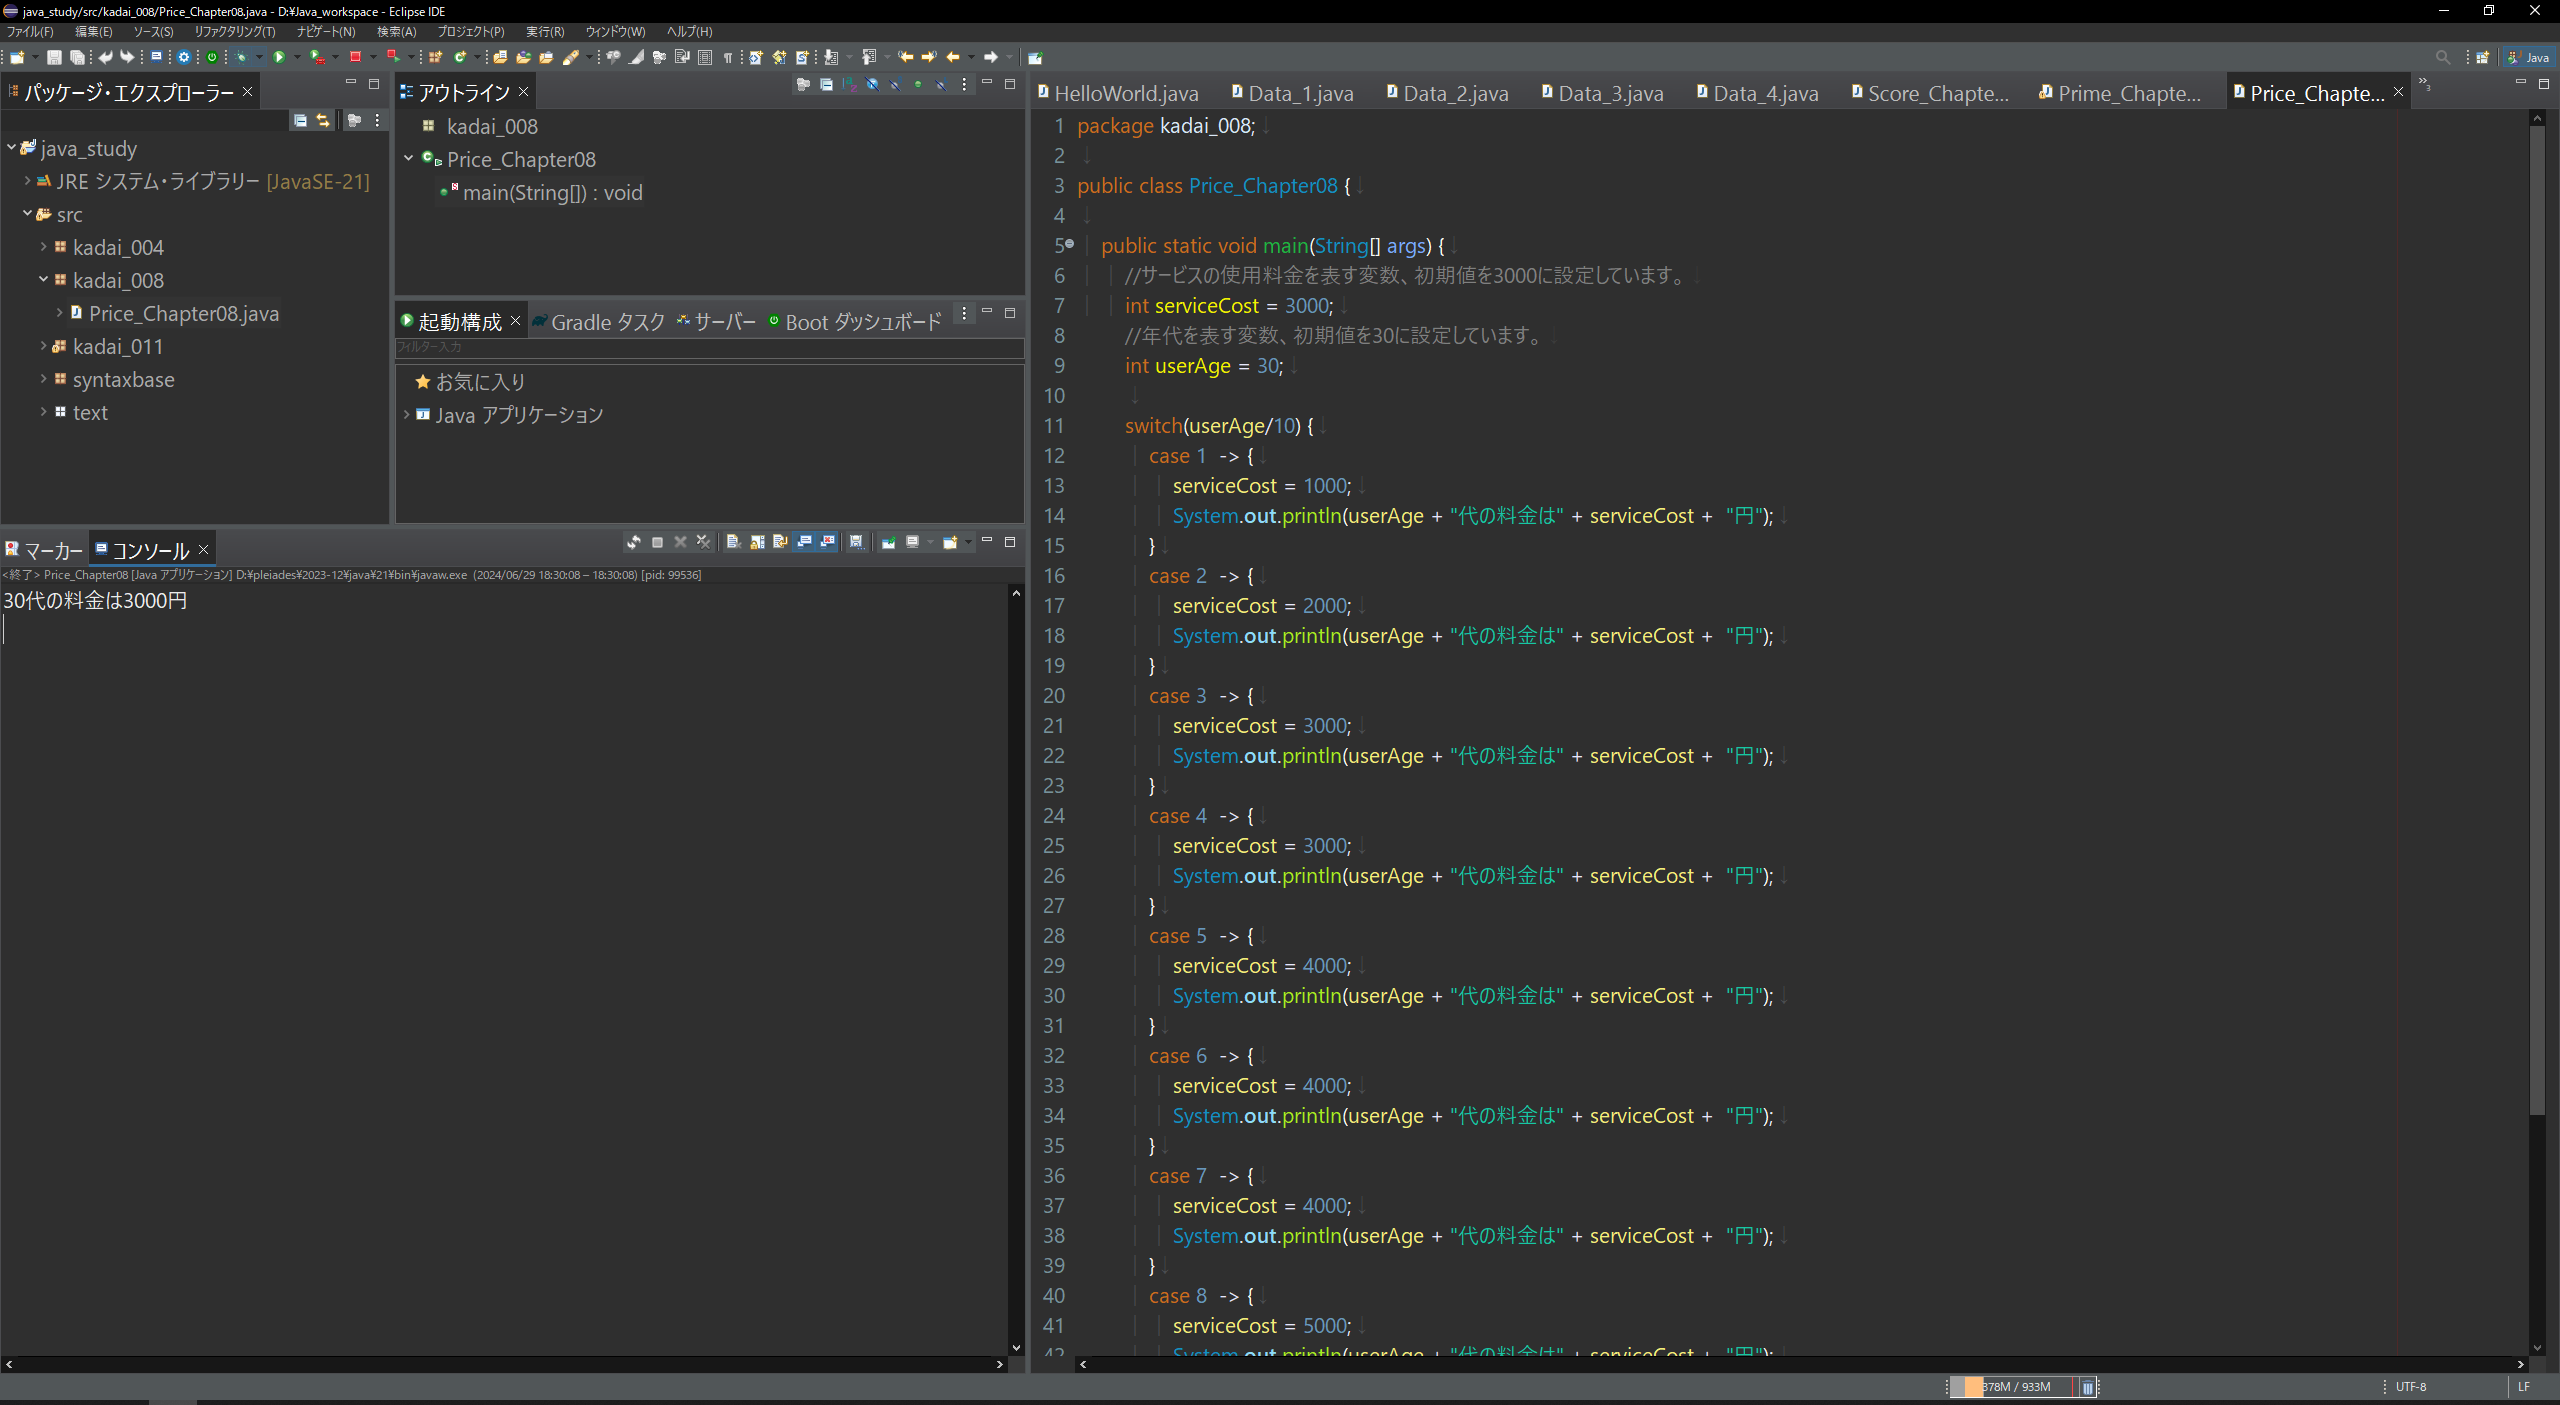 java_study/src/kadai_008/Price_Chapter08.java - D:¥Java_workspace - Eclipse IDE
ファイル(F) 編集(E) ソース(S) リファクタリング(T) ナビゲート(N) 検索(A) プロジェクト(P) 実行(R) ウィンドウ(W) ヘルプ(H)
Java
パッケージ・エクスプローラー
java_study
JRE システム・ライブラリー [JavaSE-21]
src
kadai_004
kadai_008
Price_Chapter08.java
kadai_011
syntaxbase
text
アウトライン
kadai_008
Price_Chapter08
main(String[]) : void
起動構成 Gradle タスク サーバー Boot ダッシュボード
フィルター入力
お気に入り
Java アプリケーション
マーカー コンソール
<終了> Price_Chapter08 [Java アプリケーション] D:¥pleiades¥2023-12¥java¥21¥bin¥javaw.exe (2024/06/29 18:30:08 – 18:30:08) [pid: 99536]
30代の料金は3000円
HelloWorld.java Data_1.java Data_2.java Data_3.java Data_4.java Score_Chapte... Prime_Chapte... Price_Chapte... »3
1 package kadai_008;
2
3 public class Price_Chapter08 {
4
5 public static void main(String[] args) {
6 //サービスの使用料金を表す変数、初期値を3000に設定しています。
7 int serviceCost = 3000;
8 //年代を表す変数、初期値を30に設定しています。
9 int userAge = 30;
10
11 switch(userAge/10) {
12 case 1 -> {
13 serviceCost = 1000;
14 System.out.println(userAge + "代の料金は" + serviceCost + "円");
15 }
16 case 2 -> {
17 serviceCost = 2000;
18 System.out.println(userAge + "代の料金は" + serviceCost + "円");
19 }
20 case 3 -> {
21 serviceCost = 3000;
22 System.out.println(userAge + "代の料金は" + serviceCost + "円");
23 }
24 case 4 -> {
25 serviceCost = 3000;
26 System.out.println(userAge + "代の料金は" + serviceCost + "円");
27 }
28 case 5 -> {
29 serviceCost = 4000;
30 System.out.println(userAge + "代の料金は" + serviceCost + "円");
31 }
32 case 6 -> {
33 serviceCost = 4000;
34 System.out.println(userAge + "代の料金は" + serviceCost + "円");
35 }
36 case 7 -> {
37 serviceCost = 4000;
38 System.out.println(userAge + "代の料金は" + serviceCost + "円");
39 }
40 case 8 -> {
41 serviceCost = 5000;
42 System.out.println(userAge + "代の料金は" + serviceCost + "円");
378M / 933M
UTF-8
LF